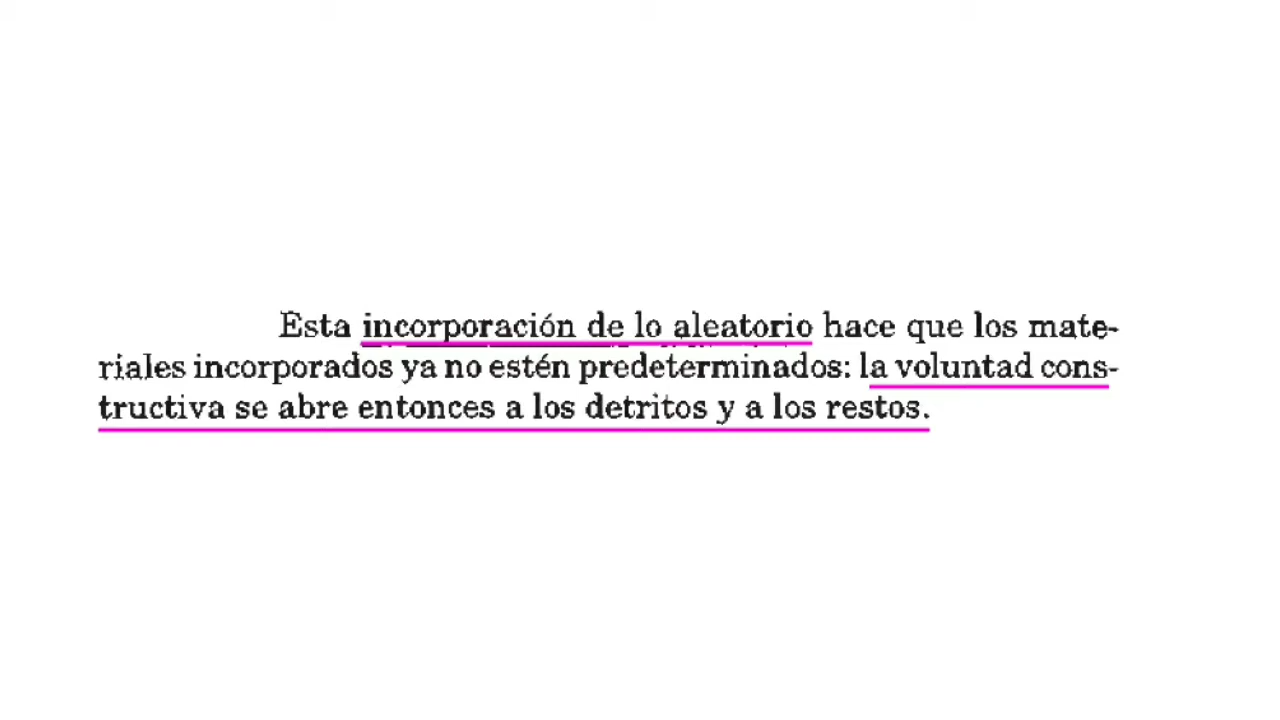 Esta incorporación de lo aleatorio hace que los mate-
riales incorporados ya no estén predeterminados: la voluntad cons-
tructiva se abre entonces a los detritos y a los restos.